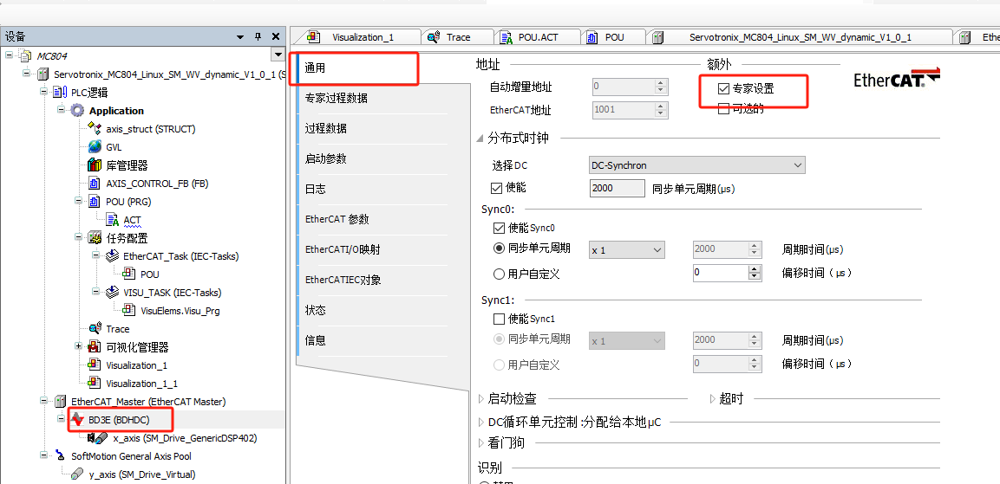 设备
MC804
Servotronix_MC804_Linux_SM_WV_dynamic_V1_0_1 (S
PLC逻辑
Application
axis_struct (STRUCT)
GVL
库管理器
AXIS_CONTROL_FB (FB)
POU (PRG)
ACT
任务配置
EtherCAT_Task (IEC-Tasks)
POU
VISU_TASK (IEC-Tasks)
VisuElems.Visu_Prg
Trace
可视化管理器
Visualization_1
Visualization_1_1
EtherCAT_Master (EtherCAT Master)
BD3E (BDHDC)
x_axis (SM_Drive_GenericDSP402)
SoftMotion General Axis Pool
y_axis (SM_Drive_Virtual)
Visualization_1 Trace POU.ACT POU Servotronix_MC804_Linux_SM_WV_dynamic_V1_0_1 Ethe
通用
专家过程数据
过程数据
启动参数
日志
EtherCAT 参数
EtherCATI/O映射
EtherCATIEC对象
状态
信息
地址 额外
自动增量地址 0 专家设置
EtherCAT地址 1001 可选的
EtherCAT
分布式时钟
选择DC DC-Synchron
使能 2000 同步单元周期(µs)
Sync0:
使能Sync0
同步单元周期 x 1 2000 周期时间(µs)
用户自定义 0 偏移时间（µs）
Sync1:
使能Sync1
同步单元周期 x 1 2000 周期时间(µs)
用户自定义 0 偏移时间（µs）
启动检查 超时
DC循环单元控制:分配给本地µC
看门狗
识别